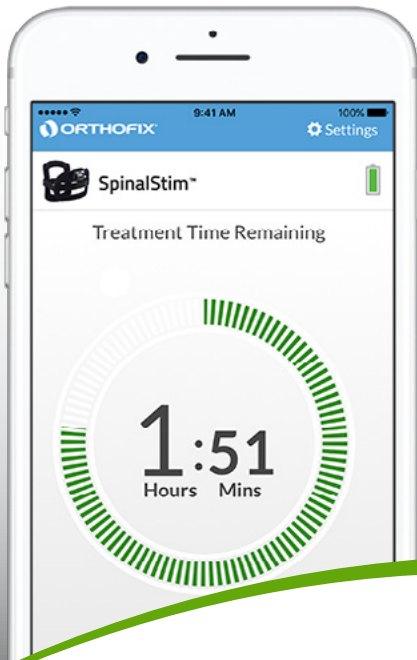 9:41 AM
100%
ORTHOFIX®
Settings
SpinalStim™
Treatment Time Remaining
1:51
Hours Mins